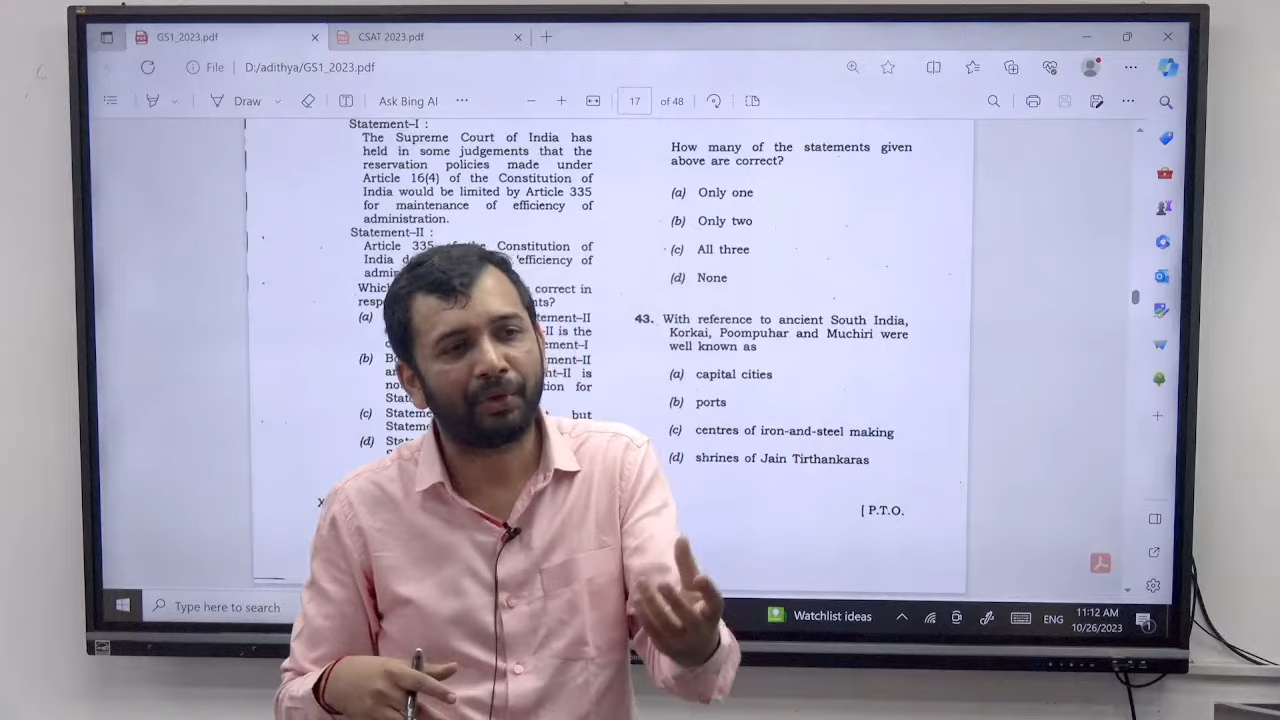 GS1_2023.pdf
CSAT 2023.pdf
File
D:/adithya/GS1_2023.pdf
Draw
Ask Bing AI
17
of 48
Statement–I :
The Supreme Court of India has
held in some judgements that the
reservation policies made under
Article 16(4) of the Constitution of
India would be limited by Article 335
for maintenance of efficiency of
administration.
Statement–II :
Article 335 of the Constitution of
India 'efficiency of
correct in
(a) tement–II
–II is the
tement–I
(b) ment–II
nt–II is
tion for
(c) but
(d)
How many of the statements given
above are correct?
(a) Only one
(b) Only two
(c) All three
(d) None
43. With reference to ancient South India,
Korkai, Poompuhar and Muchiri were
well known as
(a) capital cities
(b) ports
(c) centres of iron-and-steel making
(d) shrines of Jain Tirthankaras
[ P.T.O.
Type here to search
Watchlist ideas
ENG
11:12 AM
10/26/2023
1